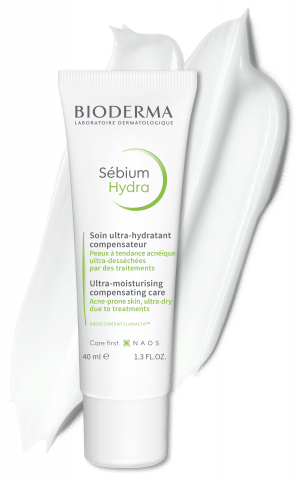 BIODERMA
LABORATOIRE DERMATOLOGIQUE
Sébium
Hydra
Soin ultra-hydratant
compensateur
Peaux à tendance acnéique
ultra-desséchées
par des traitements
Ultra-moisturising
compensating care
Acne-prone skin, ultra-dry
due to treatments
Care first. NAOS
40 ml e 1.3 FL.OZ.